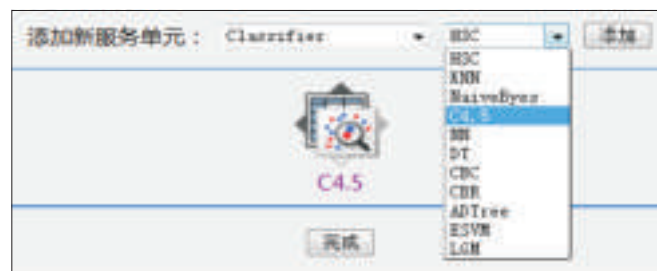 添加新服务单元： Classifier HSC 添加
HSC
KNN
NaiveByes
C4.5
NN
DT
CBC
CBR
ADTree
ESVM
LGM
C4.5
完成